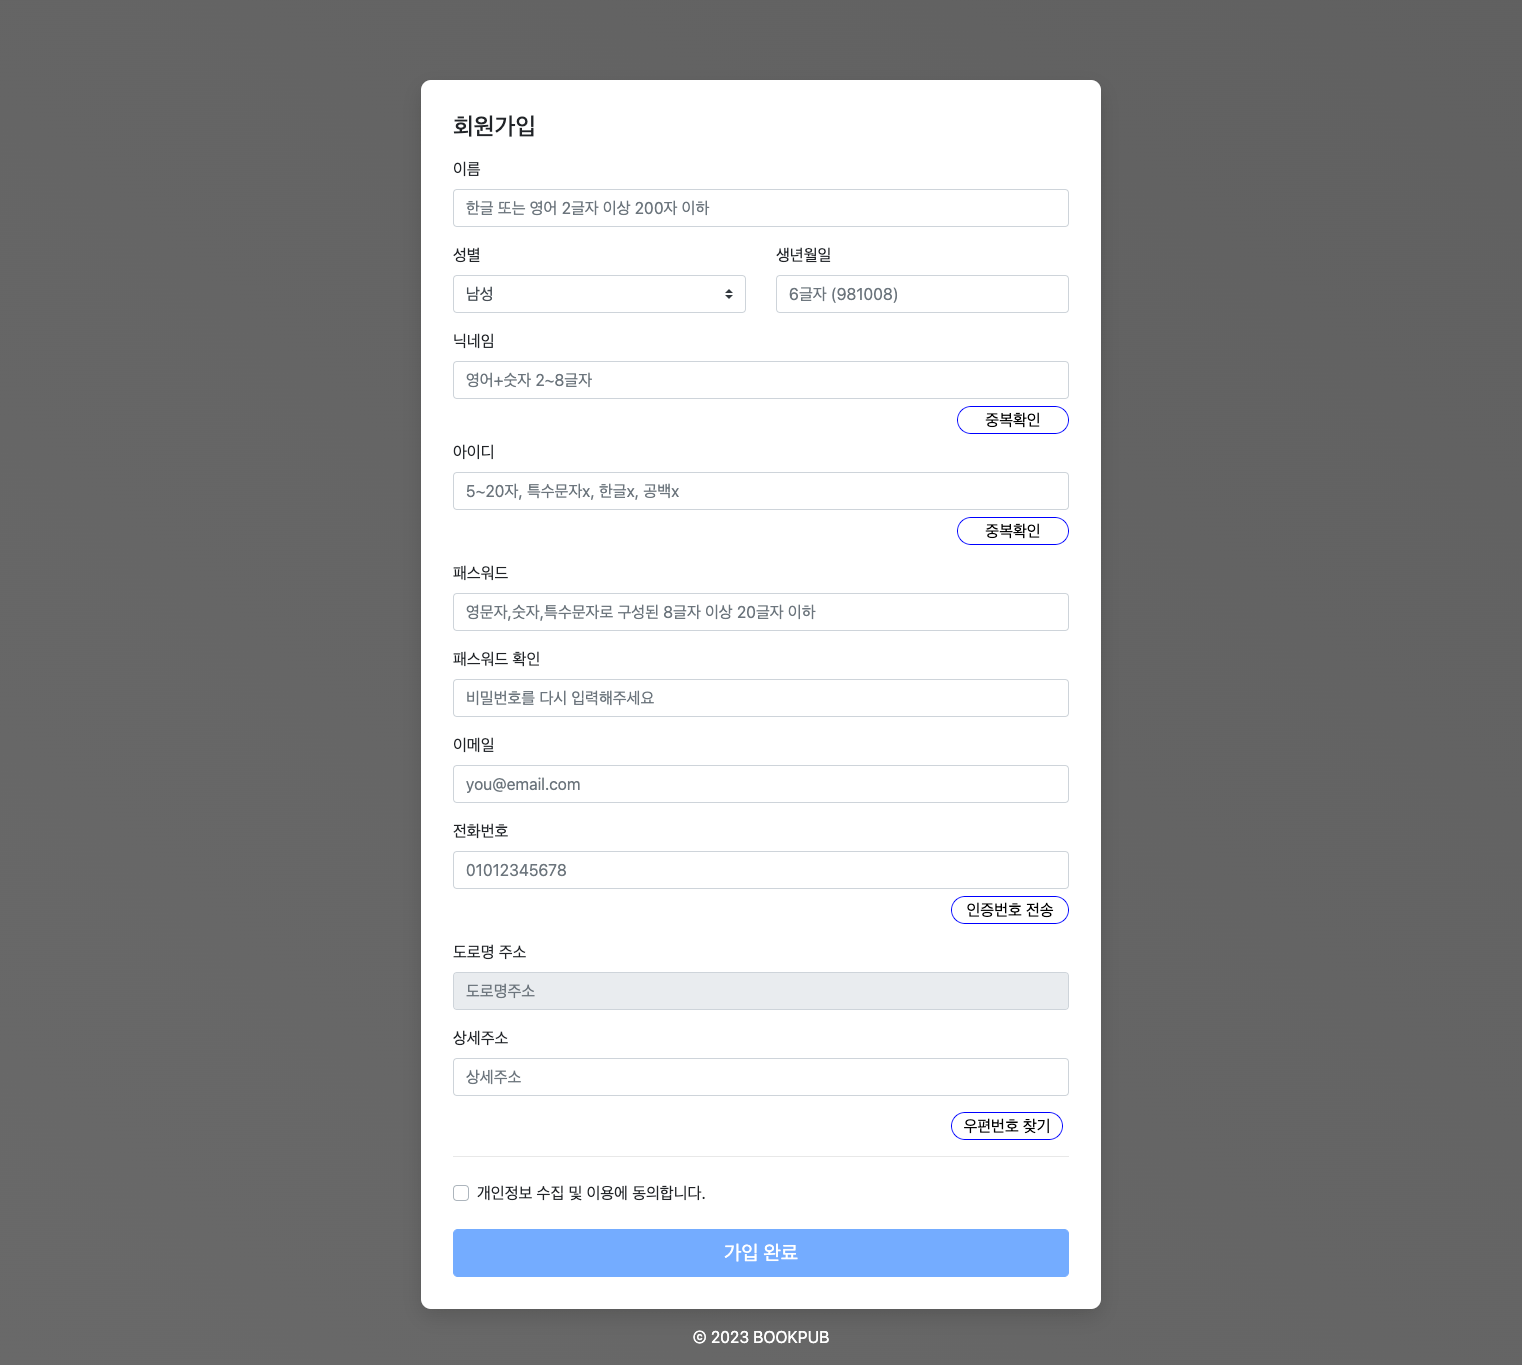 회원가입
이름
한글 또는 영어 2글자 이상 200자 이하
성별
생년월일
남성
6글자 (981008)
닉네임
영어+숫자 2~8글자
중복확인
아이디
5~20자, 특수문자x, 한글x, 공백x
중복확인
패스워드
영문자,숫자,특수문자로 구성된 8글자 이상 20글자 이하
패스워드 확인
비밀번호를 다시 입력해주세요
이메일
you@email.com
전화번호
01012345678
인증번호 전송
도로명 주소
도로명주소
상세주소
상세주소
우편번호 찾기
개인정보 수집 및 이용에 동의합니다.
가입 완료
© 2023 BOOKPUB